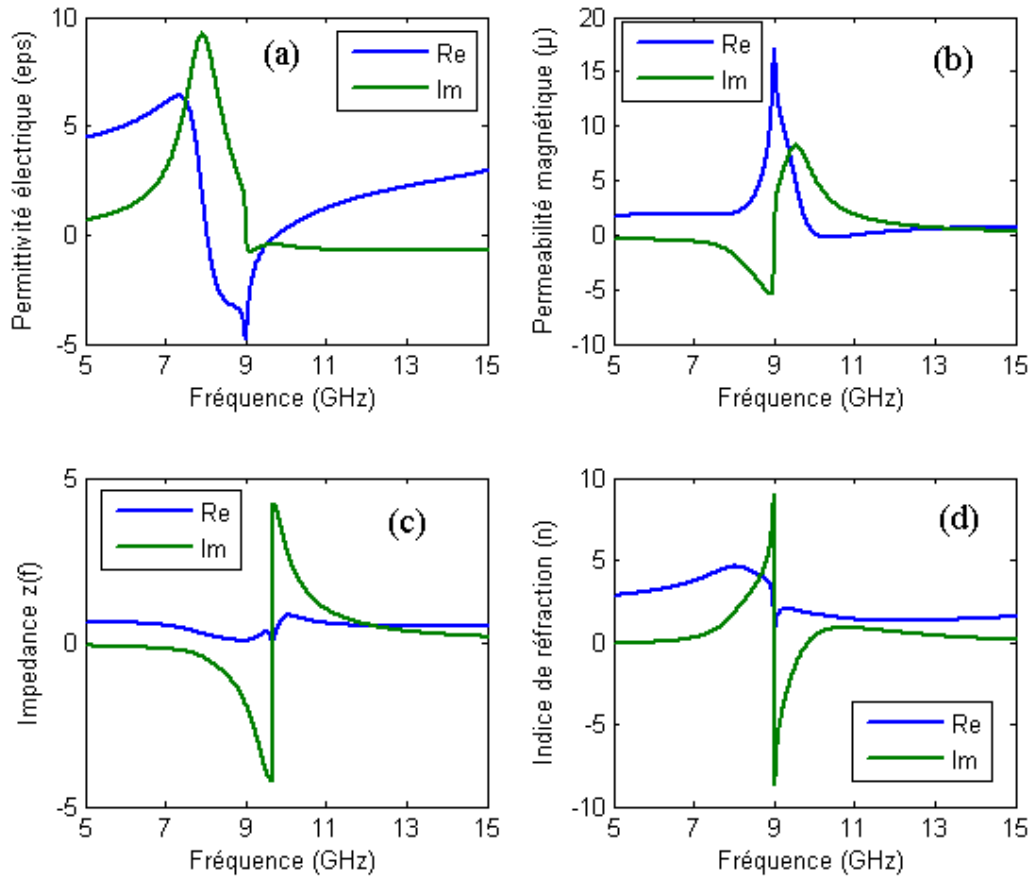 10
5
0
-5
Permittivité électrique (eps)
(a)
Re
Im
5 7 9 11 13 15
Fréquence (GHz)
20
15
10
5
0
-5
-10
Permeabilité magnétique (µ)
Re
Im
(b)
5 7 9 11 13 15
Fréquence (GHz)
5
0
-5
Impedance z(f)
Re
Im
(c)
5 7 9 11 13 15
Fréquence (GHz)
10
5
0
-5
-10
Indice de réfraction (n)
(d)
Re
Im
5 7 9 11 13 15
Fréquence (GHz)